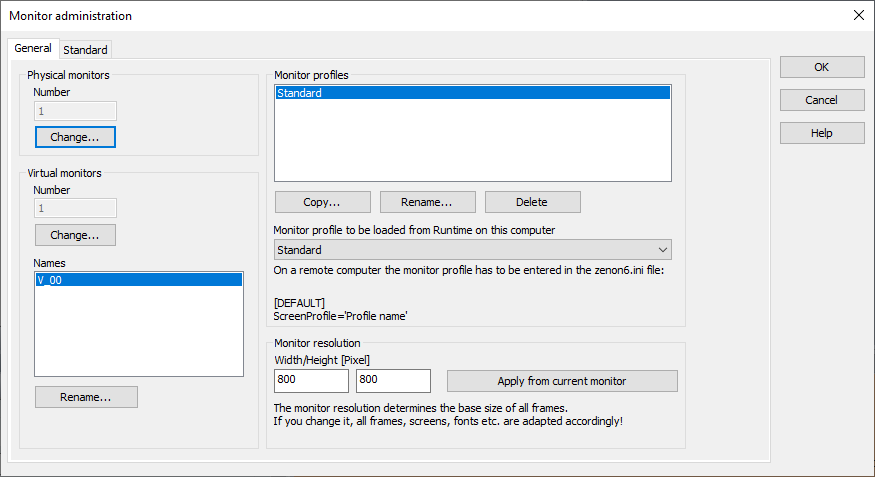 Monitor administration
General
Standard
Physical monitors
Number
1
Change...
Virtual monitors
Number
1
Change...
Names
V_00
Rename...
Monitor profiles
Standard
Copy...
Rename...
Delete
Monitor profile to be loaded from Runtime on this computer
Standard
On a remote computer the monitor profile has to be entered in the zenon6.ini file:
[DEFAULT]
ScreenProfile='Profile name'
Monitor resolution
Width/Height [Pixel]
800
800
Apply from current monitor
The monitor resolution determines the base size of all frames.
If you change it, all frames, screens, fonts etc. are adapted accordingly!
OK
Cancel
Help